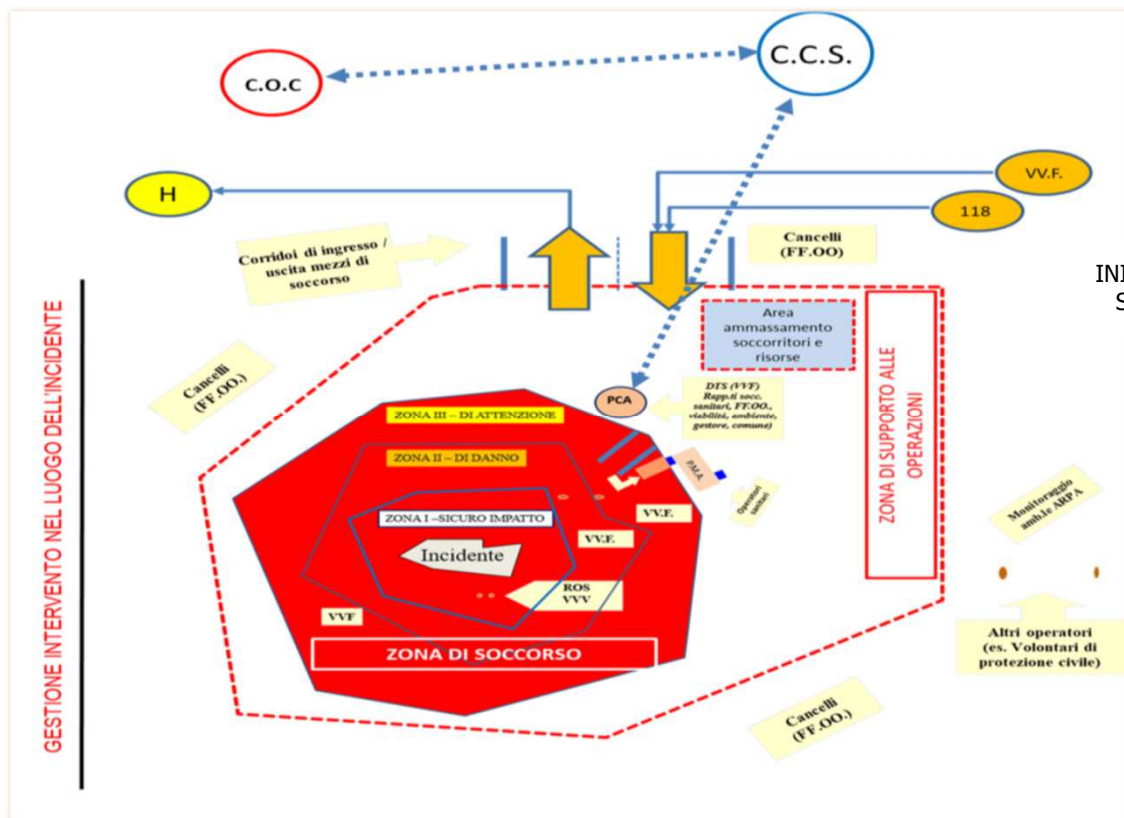 C.O.C
C.C.S.
H
VV.F.
118
Corridoi di ingresso /
uscita mezzi di
soccorso
Cancelli
(FF.OO)
Area
ammassamento
soccorritori e
risorse
Cancelli
(FF.OO.)
GESTIONE INTERVENTO NEL LUOGO DELL'INCIDENTE
ZONA DI SUPPORTO ALLE
OPERAZIONI
PCA
DTS (VVF)
Rapp.ti socc.
sanitari, FF.OO.,
viabilità, ambiente,
gestore, comune)
ZONA III – DI ATTENZIONE
ZONA II – DI DANNO
P.M.A.
Operatori
sanitari
ZONA I –SICURO IMPATTO
VV.F.
VV.F.
Incidente
ROS
VVV
VVF
ZONA DI SOCCORSO
Monitoraggio
amb.le ARPA
Altri operatori
(es. Volontari di
protezione civile)
Cancelli
(FF.OO.)